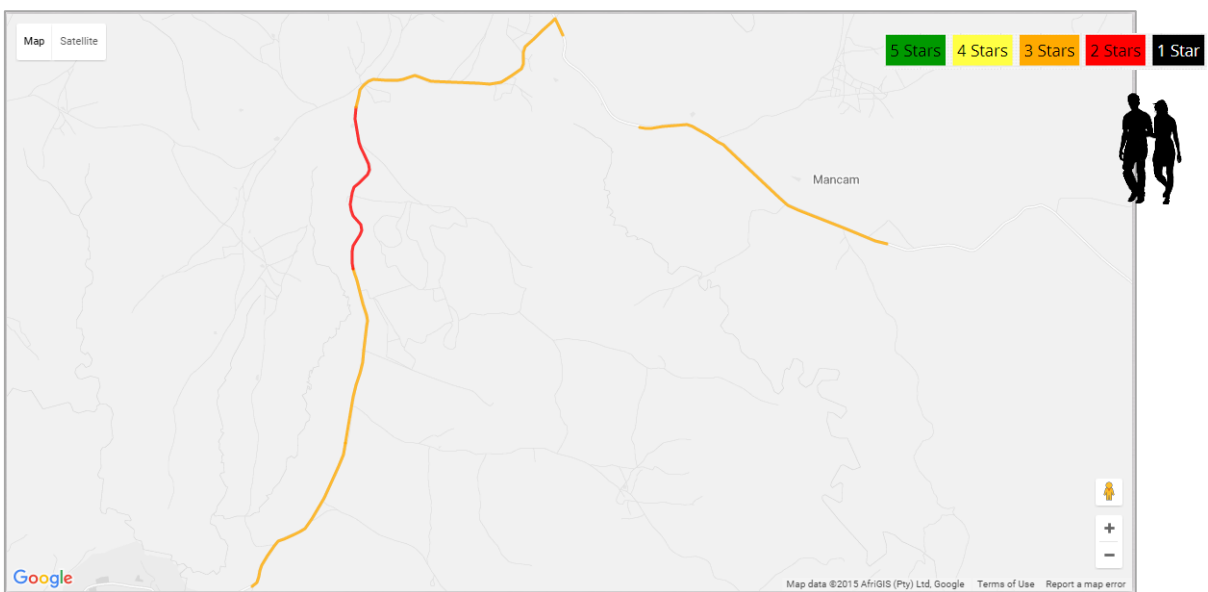 Map Satellite
5 Stars 4 Stars 3 Stars 2 Stars 1 Star
Mancam
Google
Map data ©2015 AfriGIS (Pty) Ltd, Google Terms of Use Report a map error